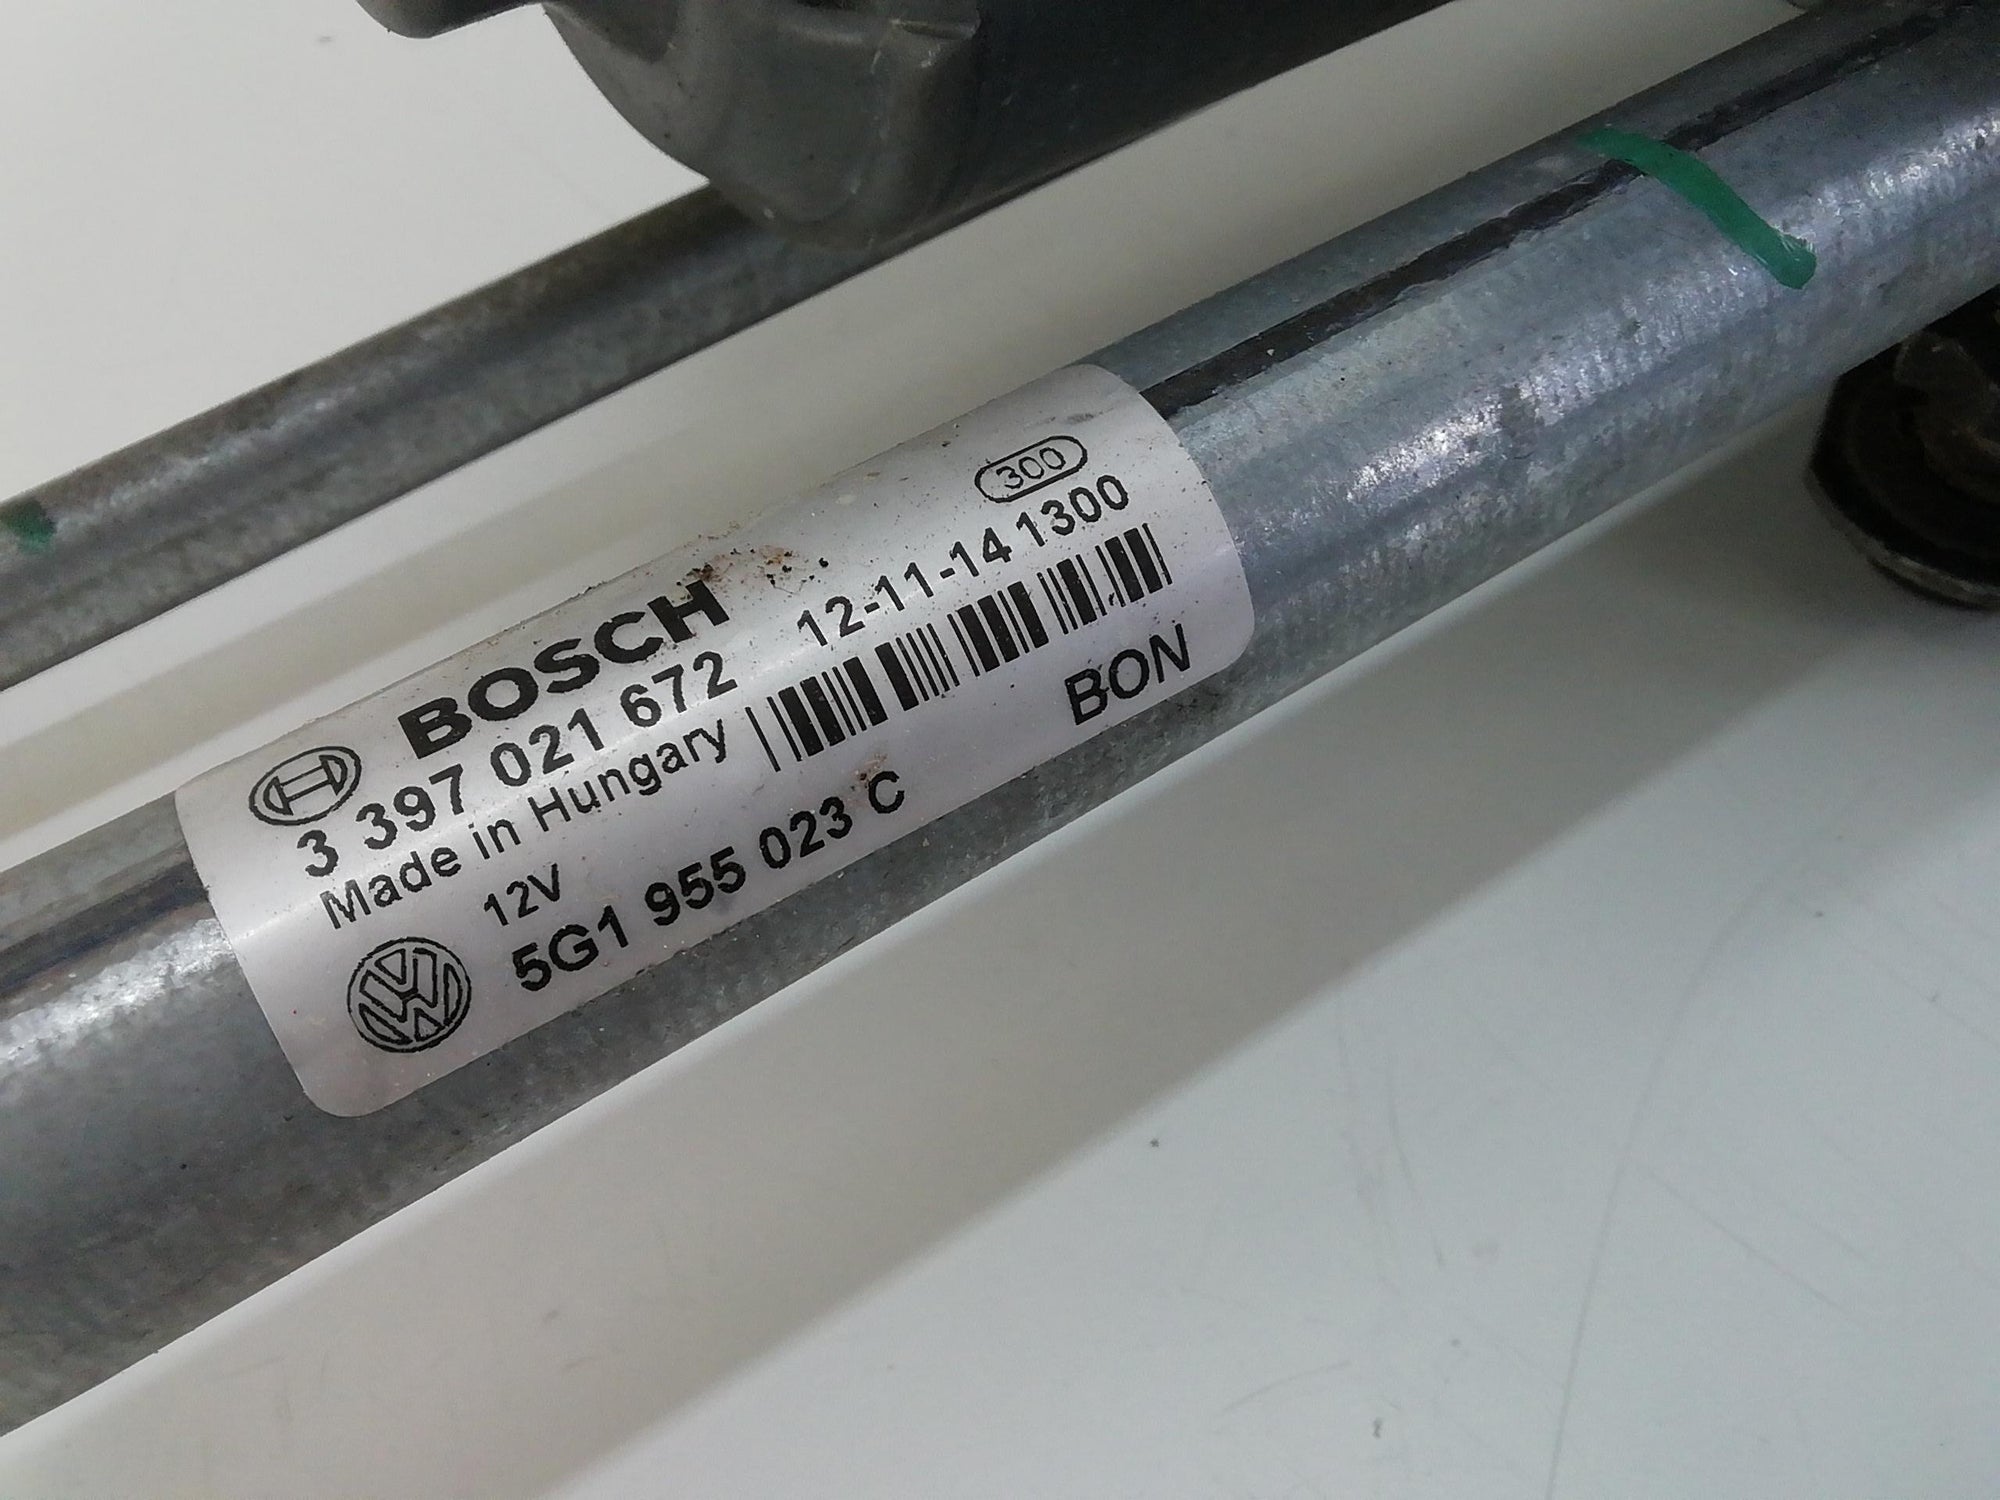 300
BOSCH
3 397 021 672 12-11-14 1300
Made in Hungary
12V BON
5G1 955 023 C